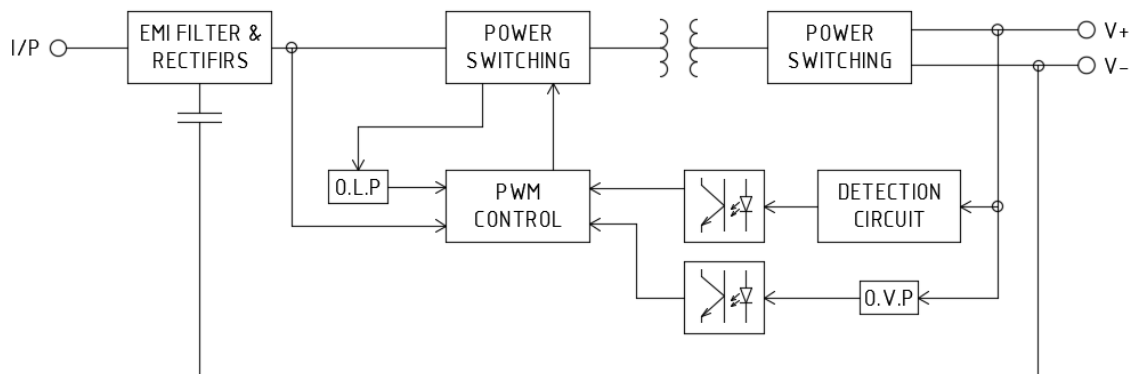 I/P
EMI FILTER &
RECTIFIRS
POWER
SWITCHING
POWER
SWITCHING
V+
V-
O.L.P
PWM
CONTROL
DETECTION
CIRCUIT
O.V.P